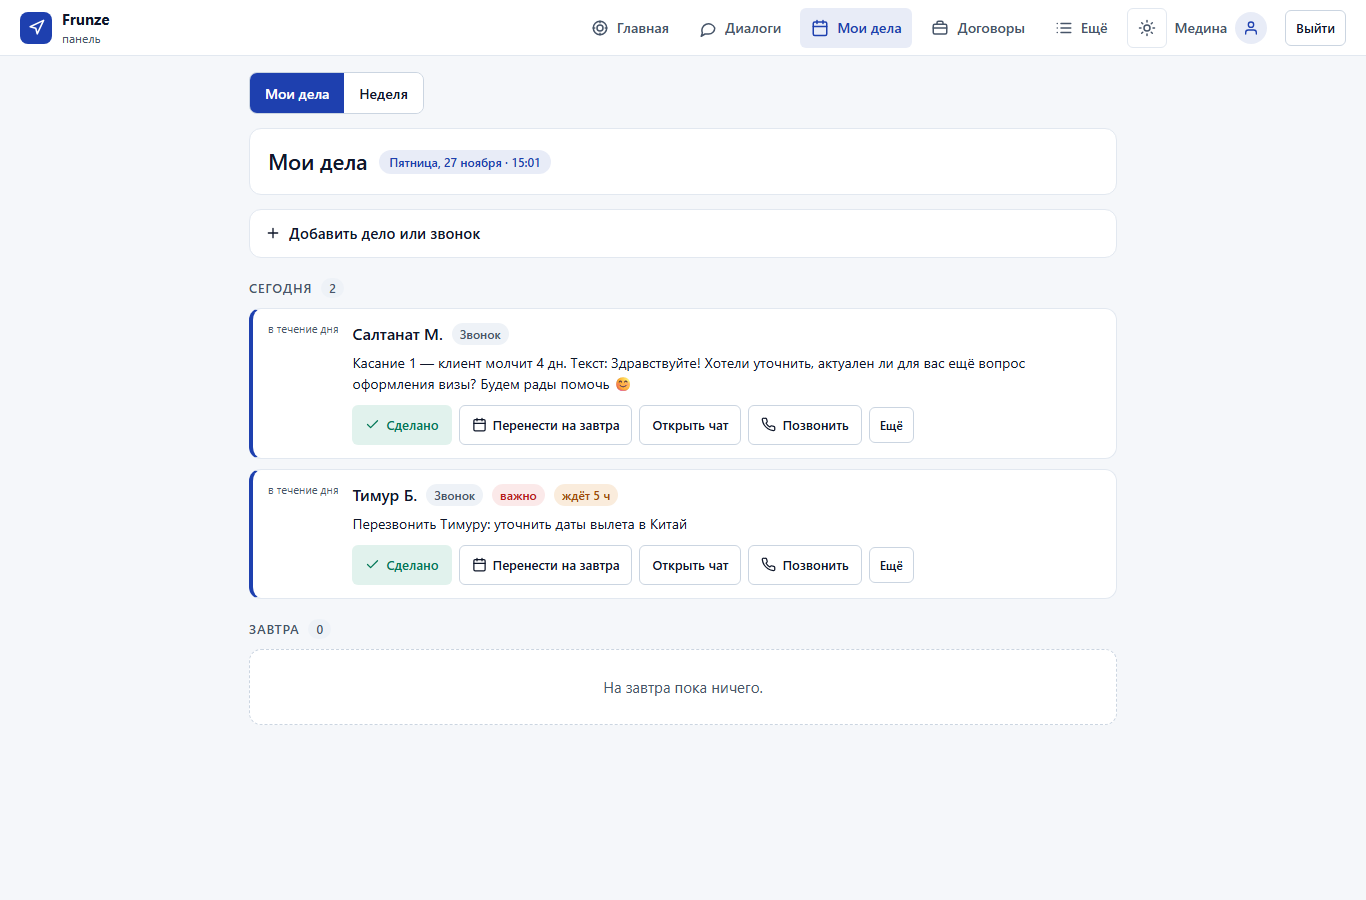 Frunze
панель
Главная
Диалоги
Мои дела
Договоры
Ещё
Медина
Выйти
Мои дела
Неделя
Мои дела
Пятница, 27 ноября · 15:01
+ Добавить дело или звонок
СЕГОДНЯ 2
в течение дня
Салтанат М.
Звонок
Касание 1 — клиент молчит 4 дн. Текст: Здравствуйте! Хотели уточнить, актуален ли для вас ещё вопрос
оформления визы? Будем рады помочь 😊
Сделано
Перенести на завтра
Открыть чат
Позвонить
Ещё
в течение дня
Тимур Б.
Звонок
важно
ждёт 5 ч
Перезвонить Тимуру: уточнить даты вылета в Китай
Сделано
Перенести на завтра
Открыть чат
Позвонить
Ещё
ЗАВТРА 0
На завтра пока ничего.